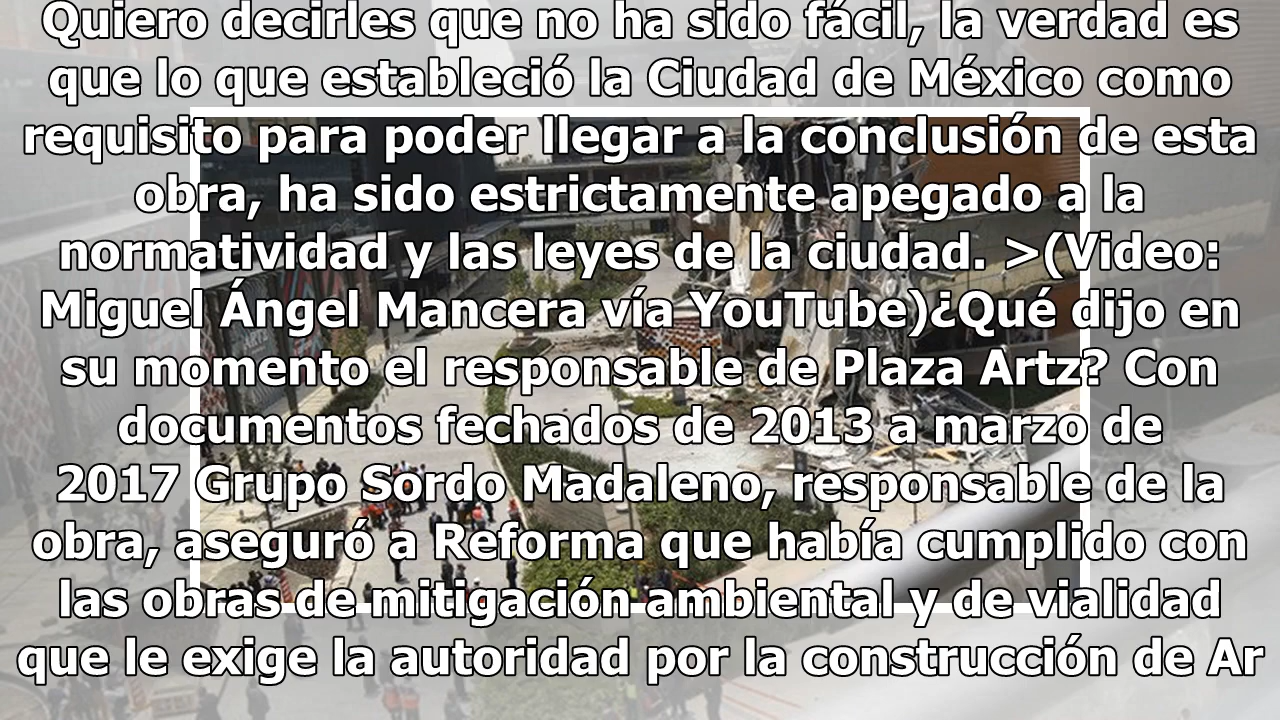 Quiero decirles que no ha sido fácil, la verdad es
que lo que estableció la Ciudad de México como
requisito para poder llegar a la conclusión de esta
obra, ha sido estrictamente apegado a la
normatividad y las leyes de la ciudad. >(Video:
Miguel Ángel Mancera vía YouTube)¿Qué dijo en
su momento el responsable de Plaza Artz? Con
documentos fechados de 2013 a marzo de
2017 Grupo Sordo Madaleno, responsable de la
obra, aseguró a Reforma que había cumplido con
las obras de mitigación ambiental y de vialidad
que le exige la autoridad por la construcción de Ar